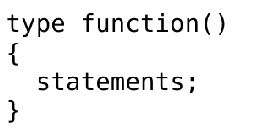 type function()
{
  statements;
}